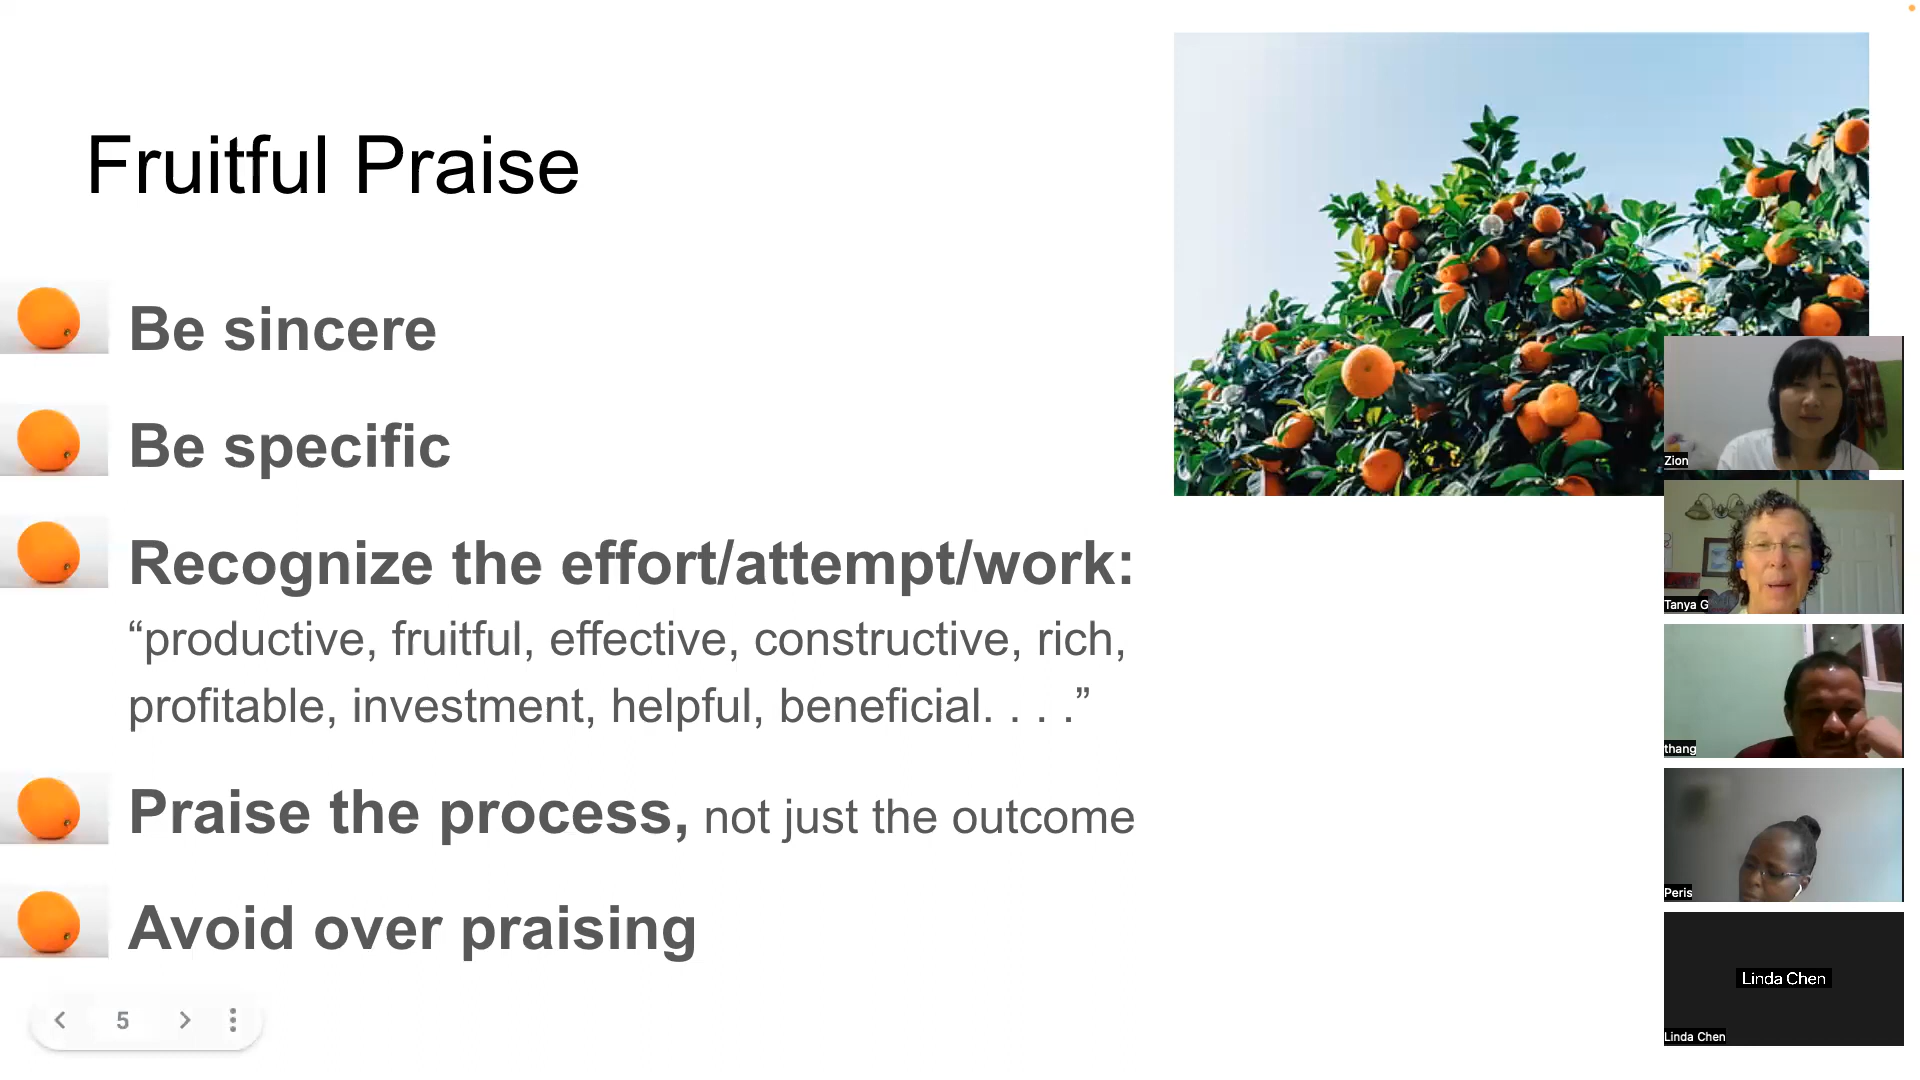 Fruitful Praise
Be sincere
Be specific
Recognize the effort/attempt/work:
“productive, fruitful, effective, constructive, rich,
profitable, investment, helpful, beneficial. . . .”
Praise the process, not just the outcome
Avoid over praising
5
Zion
Tanya G
thang
Peris
Linda Chen
Linda Chen